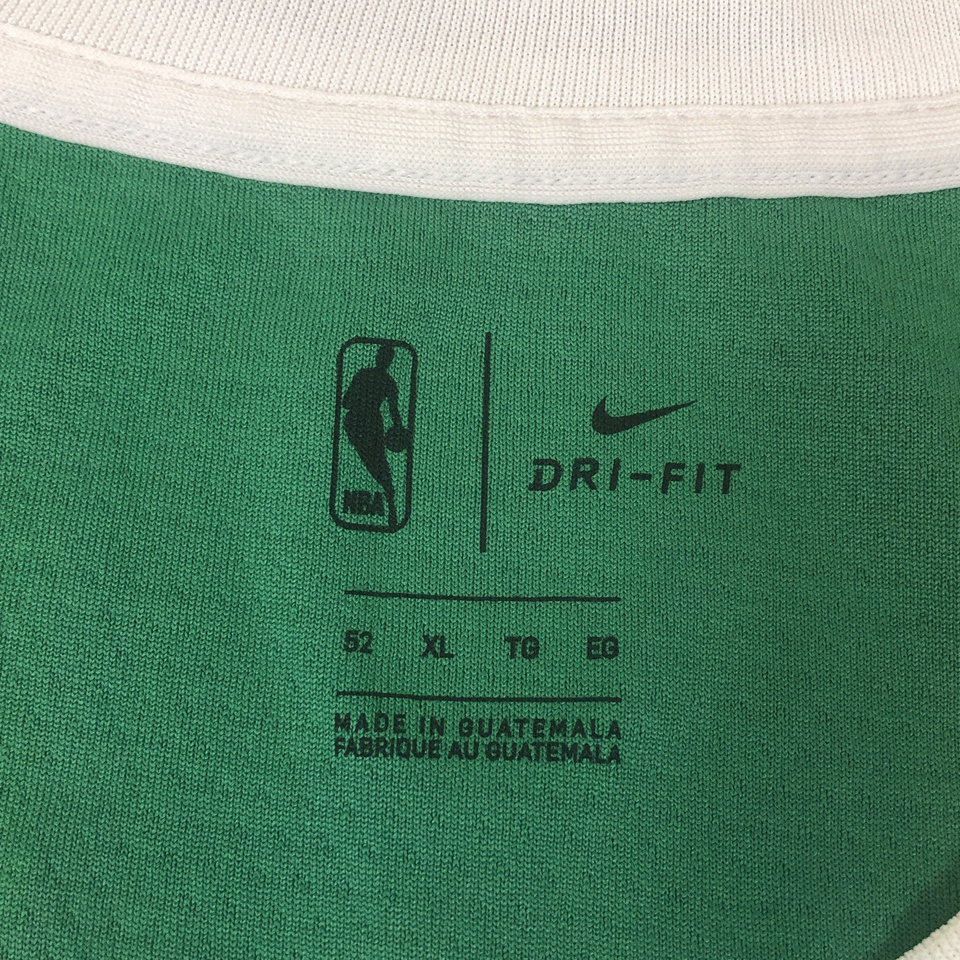 NBA
DRI-FIT
52 XL TG EG
MADE IN GUATEMALA
FABRIQUE AU GUATEMALA